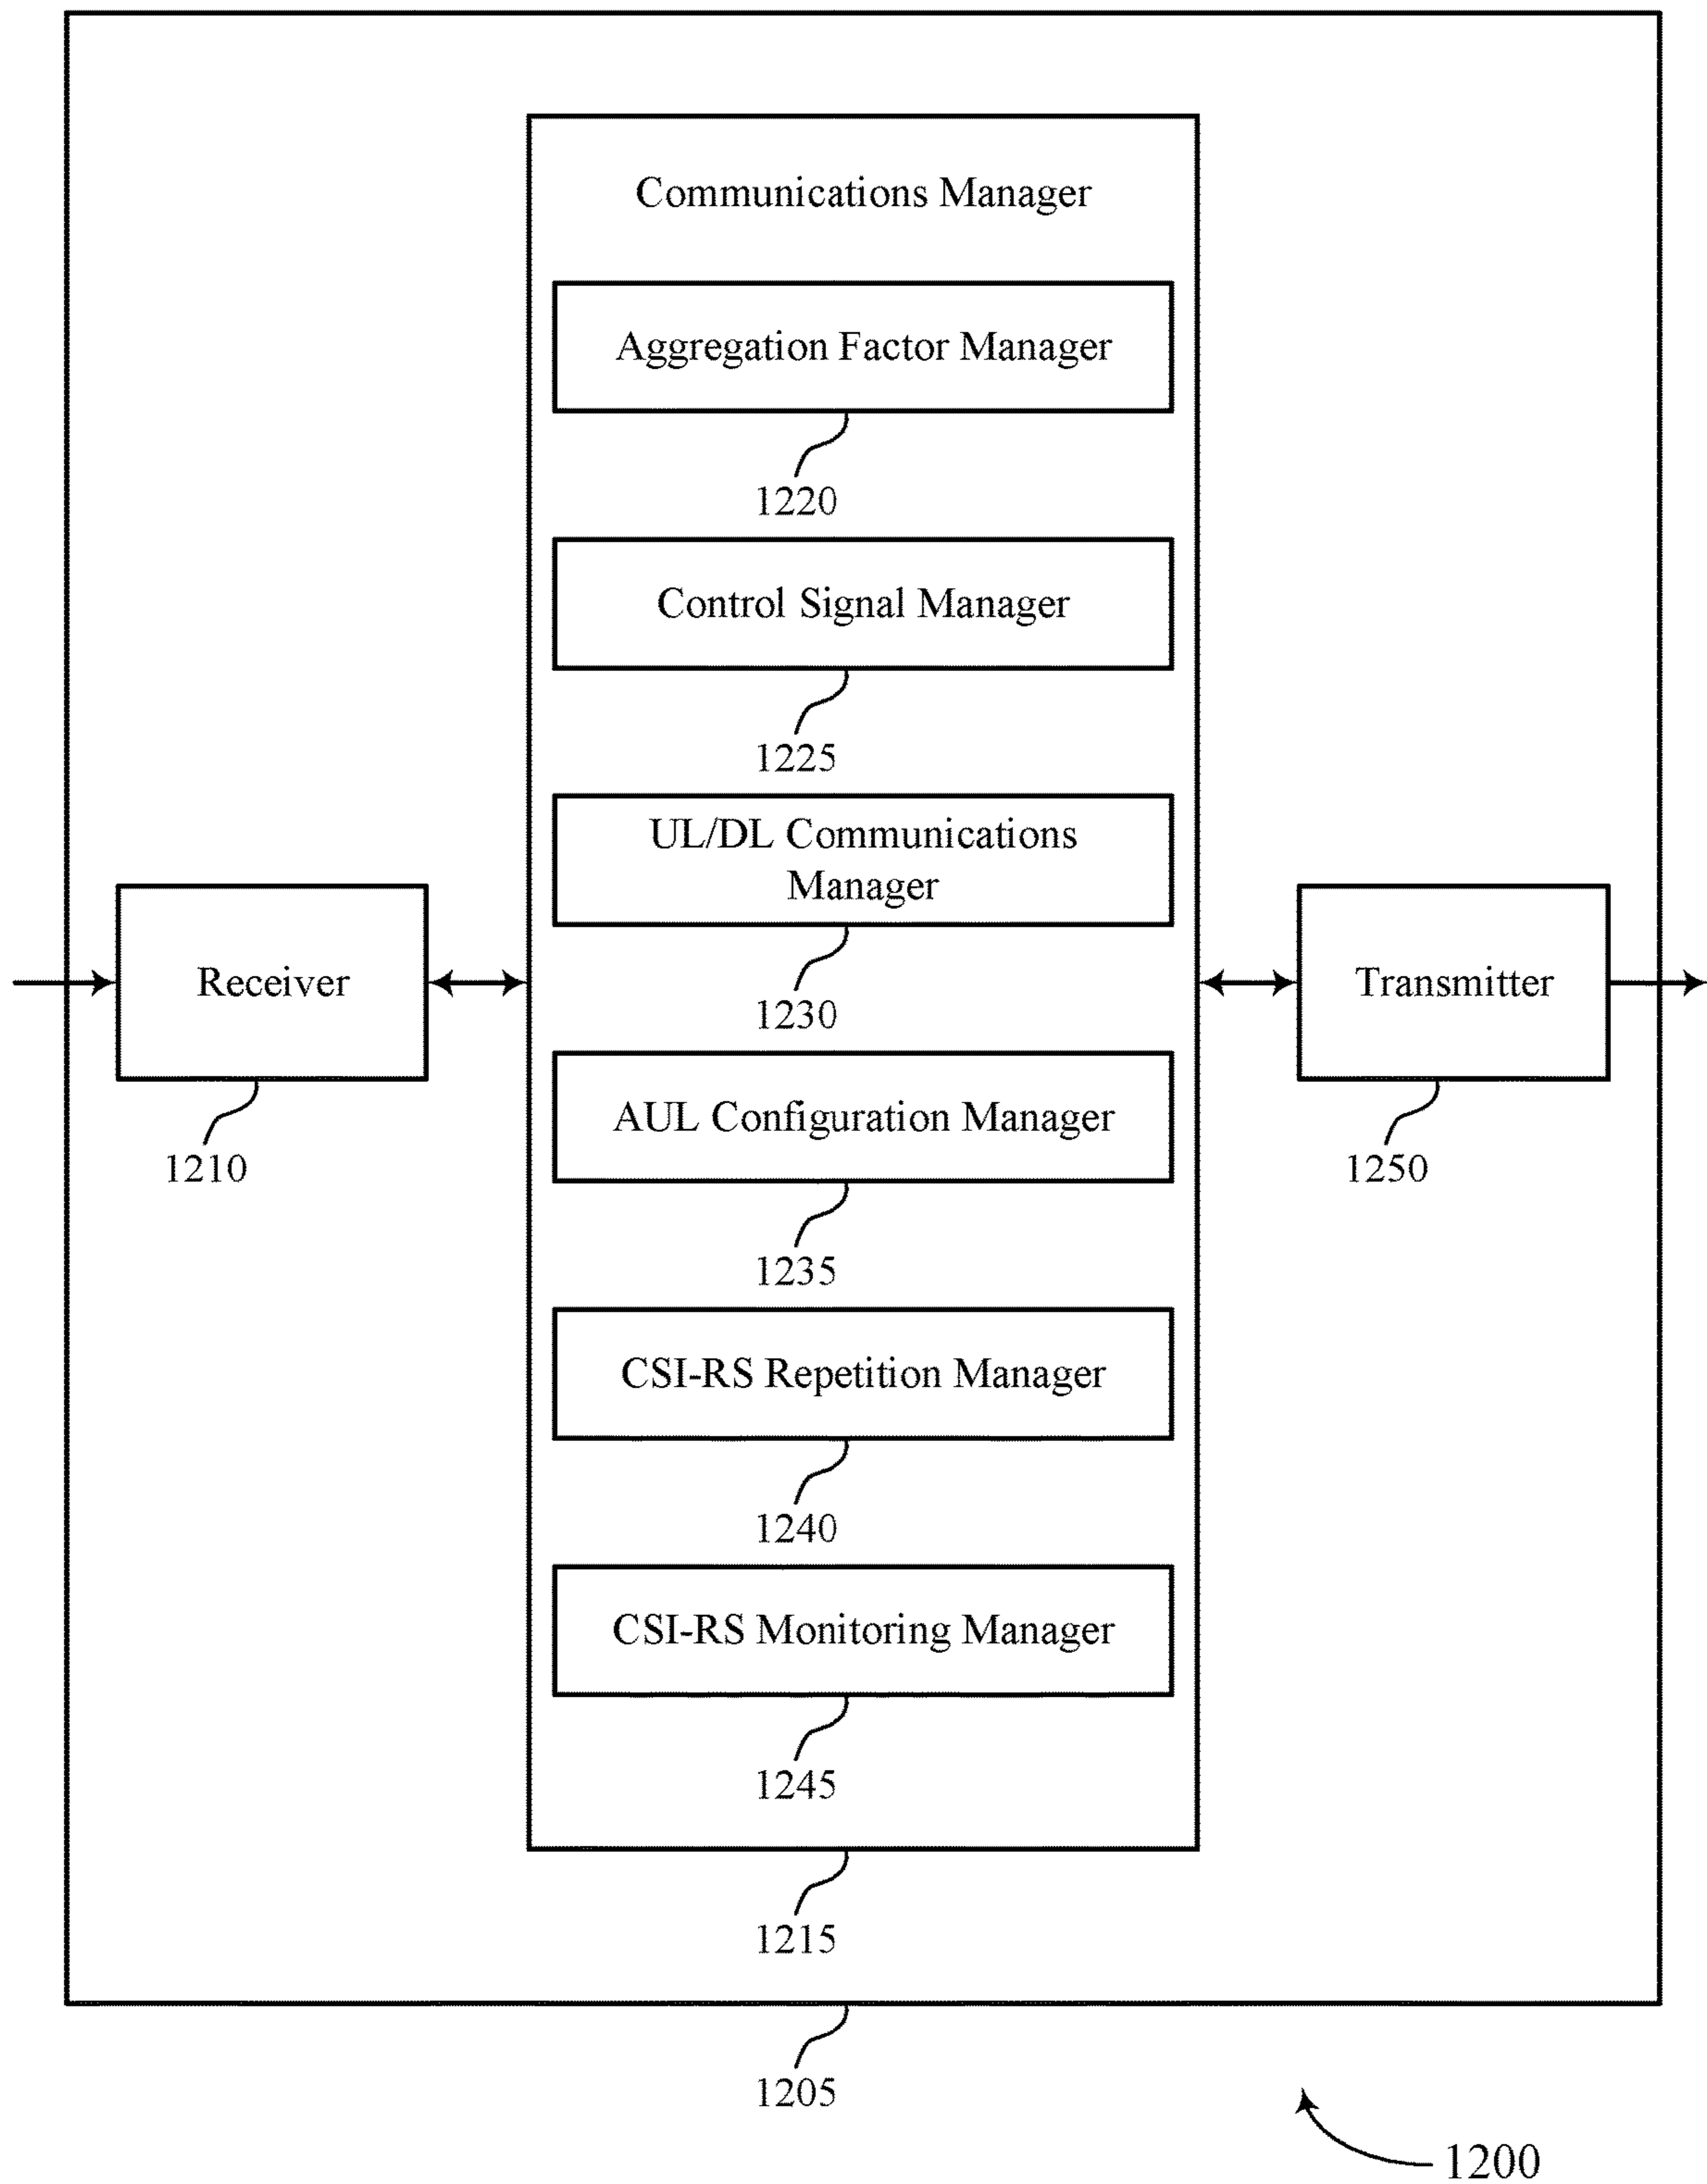 Communications Manager
Aggregation Factor Manager
1220
Control Signal Manager
1225
UL/DL Communications
Manager
1230
Receiver
1210
Transmitter
1250
AUL Configuration Manager
1235
CSI-RS Repetition Manager
1240
CSI-RS Monitoring Manager
1245
1215
1205
1200